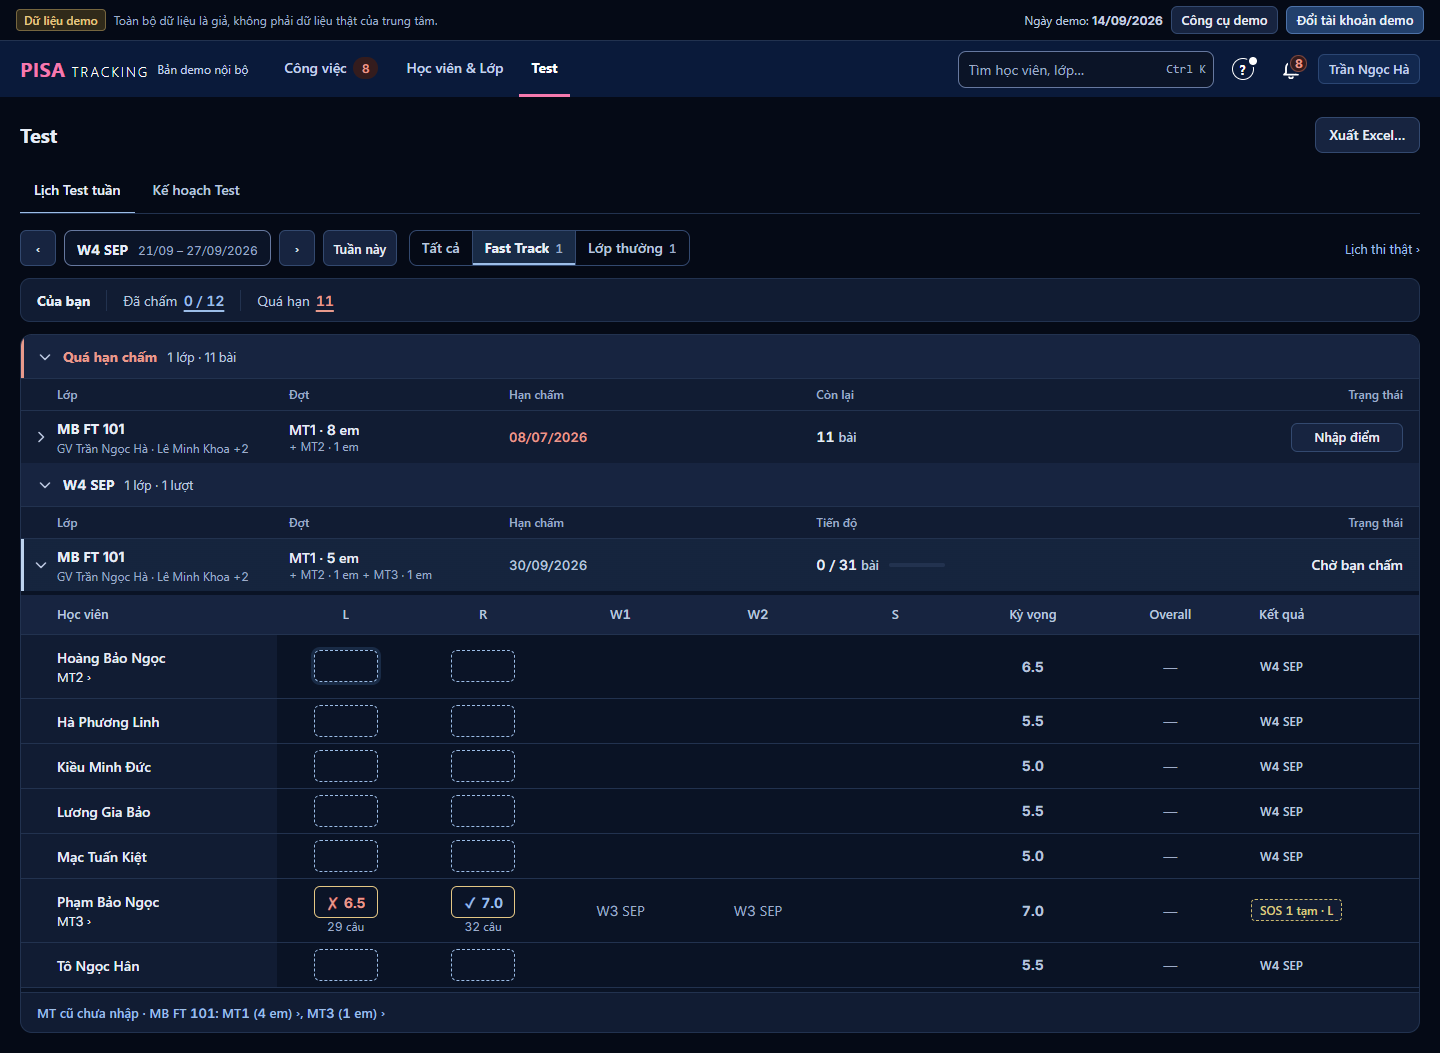 Dữ liệu demo Toàn bộ dữ liệu là giả, không phải dữ liệu thật của trung tâm. Ngày demo: 14/09/2026 Công cụ demo Đổi tài khoản demo
PISA TRACKING Bản demo nội bộ Công việc 8 Học viên & Lớp Test Tìm học viên, lớp... Ctrl K ? 8 Trần Ngọc Hà
Test Xuất Excel...
Lịch Test tuần Kế hoạch Test
‹ W4 SEP 21/09 – 27/09/2026 › Tuần này Tất cả Fast Track 1 Lớp thường 1 Lịch thi thật ›
Của bạn Đã chấm 0 / 12 Quá hạn 11
Quá hạn chấm 1 lớp · 11 bài
Lớp Đợt Hạn chấm Còn lại Trạng thái
MB FT 101 MT1 · 8 em 08/07/2026 11 bài Nhập điểm
GV Trần Ngọc Hà · Lê Minh Khoa +2 + MT2 · 1 em
W4 SEP 1 lớp · 1 lượt
Lớp Đợt Hạn chấm Tiến độ Trạng thái
MB FT 101 MT1 · 5 em 30/09/2026 0 / 31 bài Chờ bạn chấm
GV Trần Ngọc Hà · Lê Minh Khoa +2 + MT2 · 1 em + MT3 · 1 em
Học viên L R W1 W2 S Kỳ vọng Overall Kết quả
Hoàng Bảo Ngọc 6.5 — W4 SEP
MT2 ›
Hà Phương Linh 5.5 — W4 SEP
Kiều Minh Đức 5.0 — W4 SEP
Lương Gia Bảo 5.5 — W4 SEP
Mạc Tuấn Kiệt 5.0 — W4 SEP
Phạm Bảo Ngọc ✗ 6.5 ✓ 7.0 W3 SEP W3 SEP 7.0 — SOS 1 tạm · L
MT3 › 29 câu 32 câu
Tô Ngọc Hân 5.5 — W4 SEP
MT cũ chưa nhập · MB FT 101: MT1 (4 em) ›, MT3 (1 em) ›